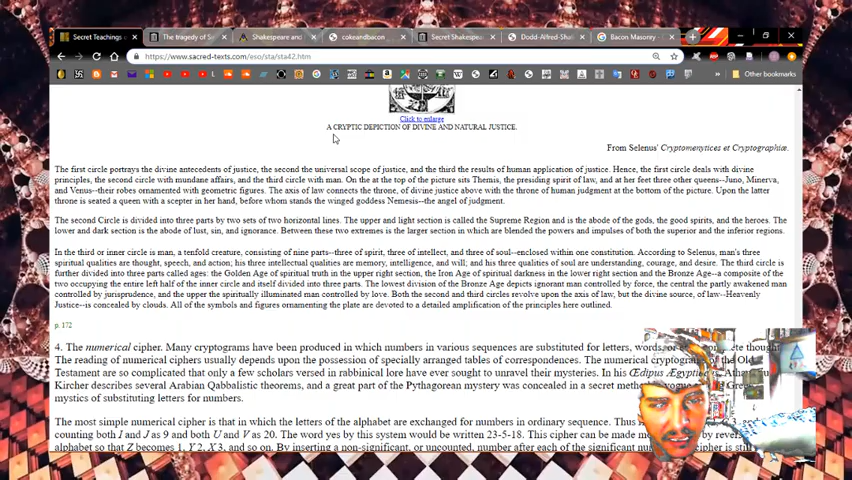 Secret Teachings
The tragedy of S
Shakespeare and
cokeandbacon
Secret Shakespea
Dodd-Alfred-Sha
Bacon Masonry -
https://www.sacred-texts.com/eso/sta/sta42.htm
Other bookmarks
Click to enlarge
A CRYPTIC DEPICTION OF DIVINE AND NATURAL JUSTICE.
From Selenus' Cryptomenytices et Cryptographiæ.
The first circle portrays the divine antecedents of justice, the second the universal scope of justice, and the third the results of human application of justice. Hence, the first circle deals with divine
principles, the second circle with mundane affairs, and the third circle with man. On the at the top of the picture sits Themis, the presiding spirit of law, and at her feet three other queens--Juno, Minerva,
and Venus--their robes ornamented with geometric figures. The axis of law connects the throne, of divine justice above with the throne of human judgment at the bottom of the picture. Upon the latter
throne is seated a queen with a scepter in her hand, before whom stands the winged goddess Nemesis--the angel of judgment.
The second Circle is divided into three parts by two sets of two horizontal lines. The upper and light section is called the Supreme Region and is the abode of the gods, the good spirits, and the heroes. The
lower and dark section is the abode of lust, sin, and ignorance. Between these two extremes is the larger section in which are blended the powers and impulses of both the superior and the inferior regions.
In the third or inner circle is man, a tenfold creature, consisting of nine parts--three of spirit, three of intellect, and three of soul--enclosed within one constitution. According to Selenus, man's three
spiritual qualities are thought, speech, and action; his three intellectual qualities are memory, intelligence, and will; and his three qualities of soul are understanding, courage, and desire. The third circle is
further divided into three parts called ages: the Golden Age of spiritual truth in the upper right section, the Iron Age of spiritual darkness in the lower right section and the Bronze Age--a composite of the
two occupying the entire left half of the inner circle and itself divided into three parts. The lowest division of the Bronze Age depicts ignorant man controlled by force, the central the partly awakened man
controlled by jurisprudence, and the upper the spiritually illuminated man controlled by love. Both the second and third circles revolve upon the axis of law, but the divine source, of law--Heavenly
Justice--is concealed by clouds. All of the symbols and figures ornamenting the plate are devoted to a detailed amplification of the principles here outlined.
p. 172
4. The numerical cipher. Many cryptograms have been produced in which numbers in various sequences are substituted for letters, words, or thought
The reading of numerical ciphers usually depends upon the possession of specially arranged tables of correspondences. The numerical cryptograms of the Old
Testament are so complicated that only a few scholars versed in rabbinical lore have ever sought to unravel their mysteries. In his Œdipus Ægyptiacus,
Kircher describes several Arabian Qabbalistic theorems, and a great part of the Pythagorean mystery was concealed in a secret
mystics of substituting letters for numbers.
The most simple numerical cipher is that in which the letters of the alphabet are exchanged for numbers in ordinary sequence. Thus
counting both I and J as 9 and both U and V as 20. The word yes by this system would be written 23-5-18. This cipher can be made by
alphabet so that Z becomes 1, Y 2, X 3, and so on. By inserting a non-significant, or uncounted, number after each of the significant cipher is still